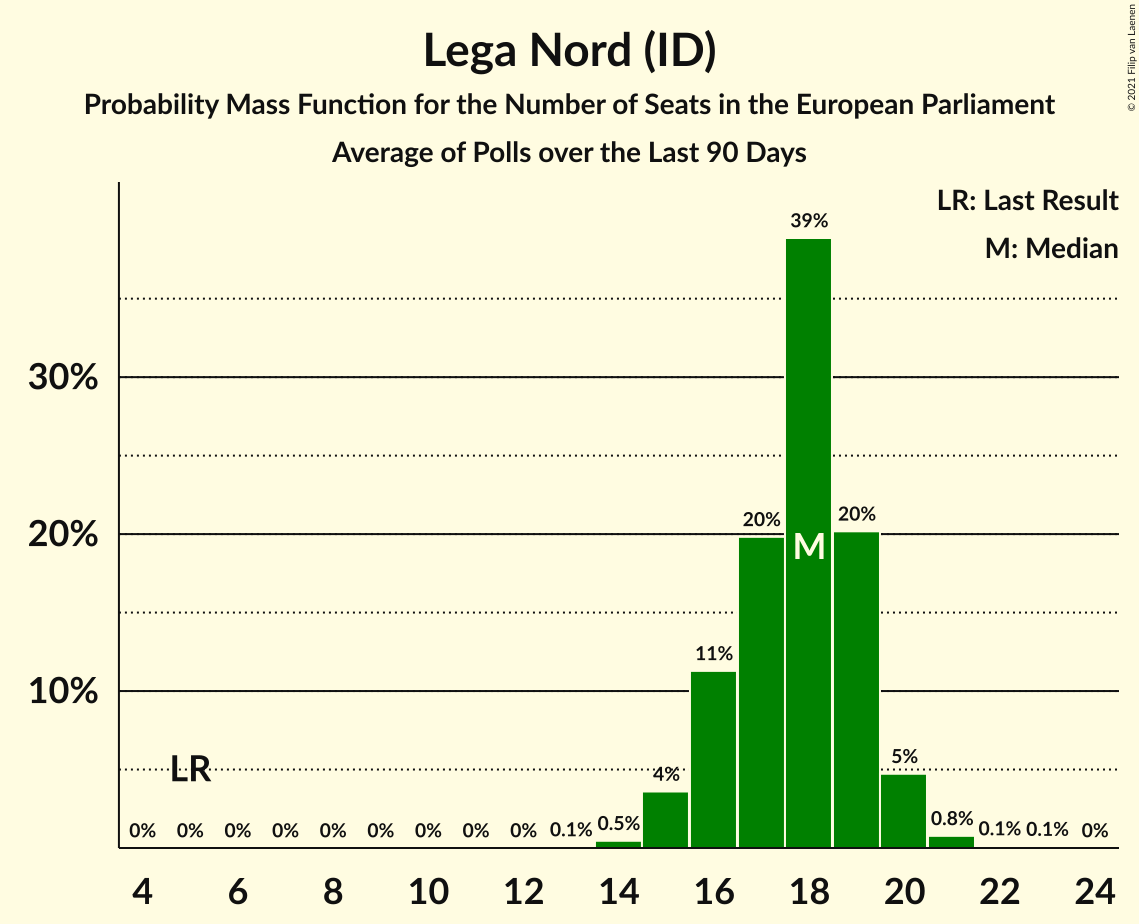 Lega Nord (ID)
Probability Mass Function for the Number of Seats in the European Parliament
Average of Polls over the Last 90 Days
© 2021 Filip van Laenen
LR: Last Result
M: Median
39%
30%
20%
20%
20%
M
11%
10%
LR
4%
5%
0% 0% 0% 0% 0% 0% 0% 0% 0% 0.1% 0.5% 0.8% 0.1% 0.1% 0%
4 6 8 10 12 14 16 18 20 22 24